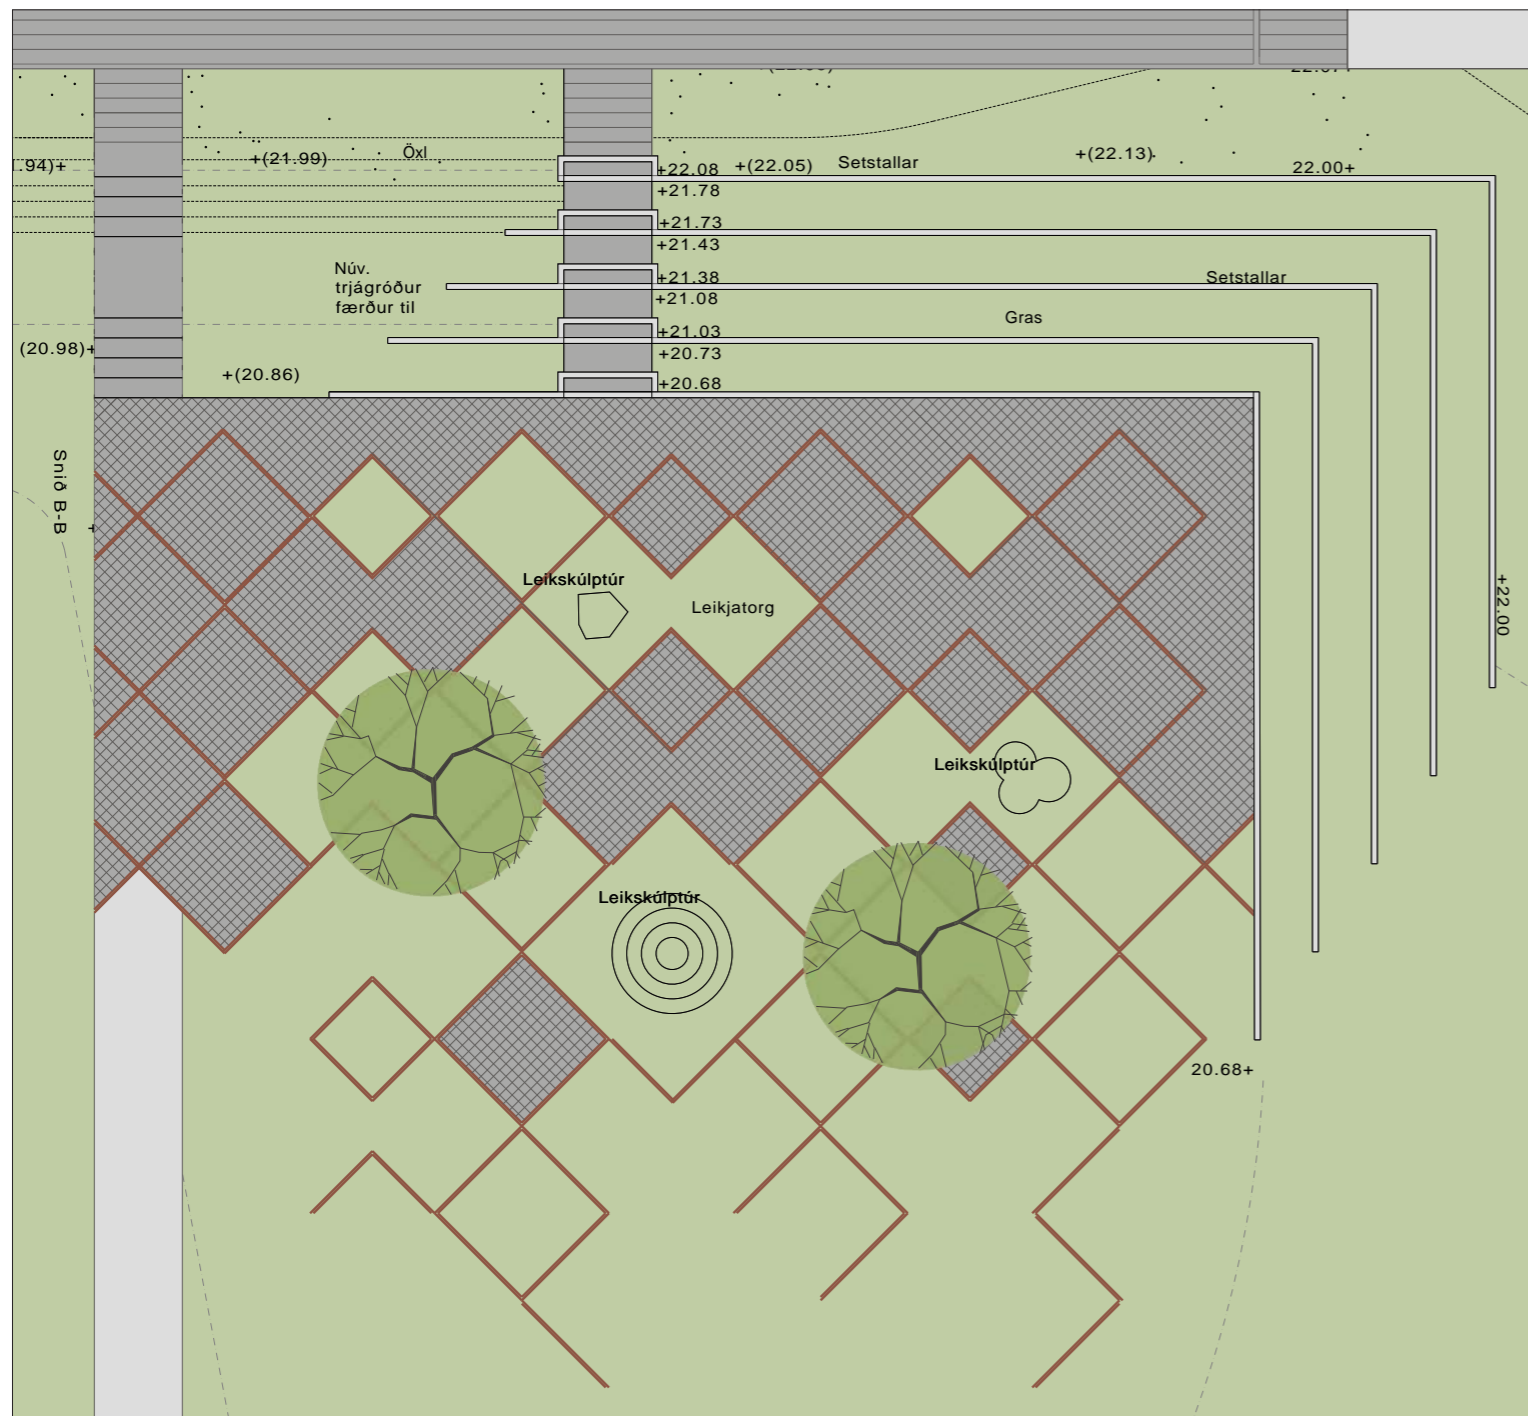 +(21.99)
Öxl
.94)+
+22.08
+(22.05)
Setstallar
+(22.13)
22.00+
+21.78
+21.73
+21.43
Núv.
trjágróður
færður til
+21.38
+21.08
Setstallar
+21.03
Gras
+20.73
(20.98)+
+(20.86)
+20.68
Snið B-B
+
Leikskúlptúr
Leikjatorg
+22.00
Leikskúlptúr
Leikskúlptúr
20.68+